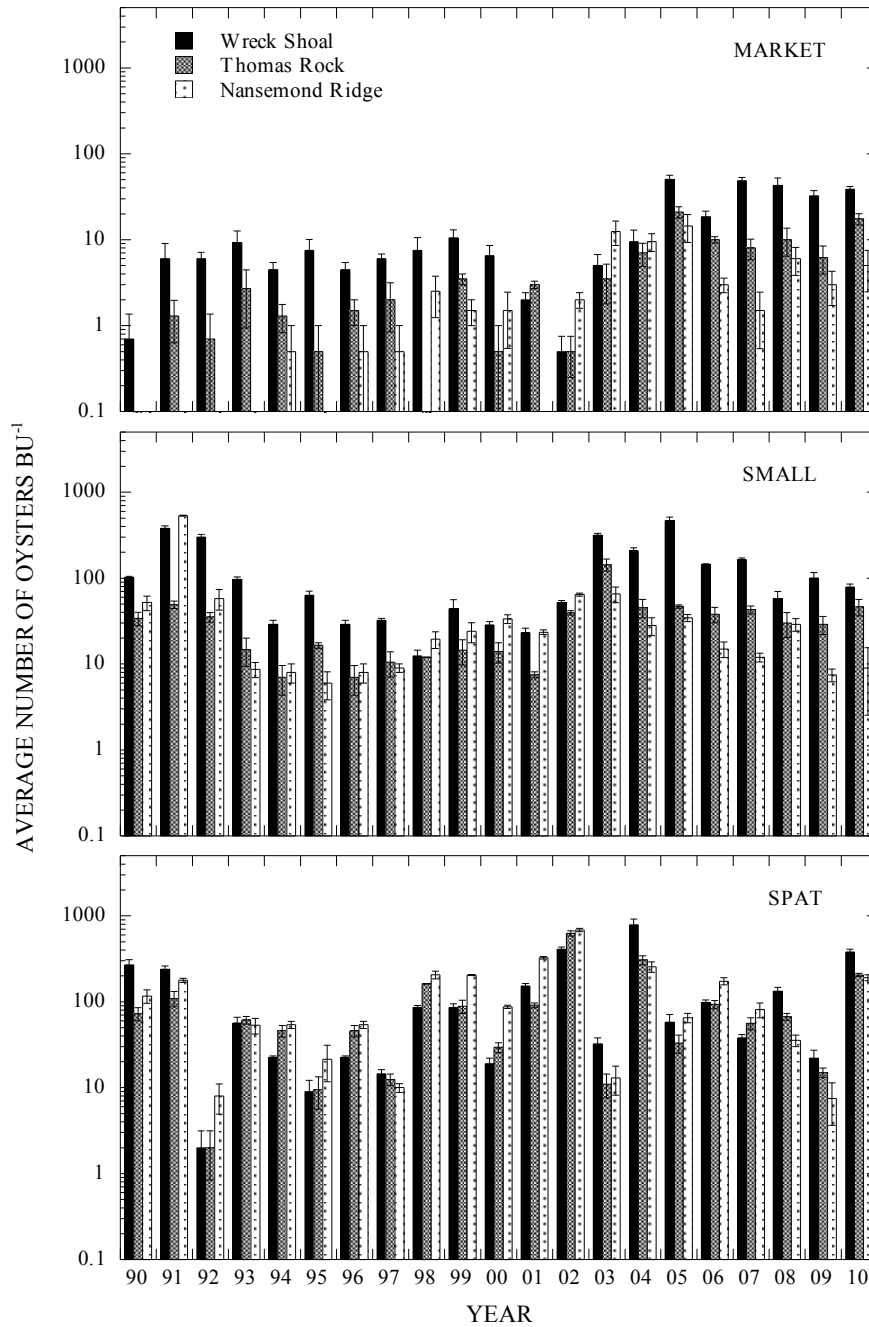 Wreck Shoal
Thomas Rock
Nansemond Ridge
MARKET
1000
100
10
1
0.1
SMALL
1000
100
10
1
0.1
SPAT
1000
100
10
1
0.1
AVERAGE NUMBER OF OYSTERS BU⁻¹
90 91 92 93 94 95 96 97 98 99 00 01 02 03 04 05 06 07 08 09 10
YEAR